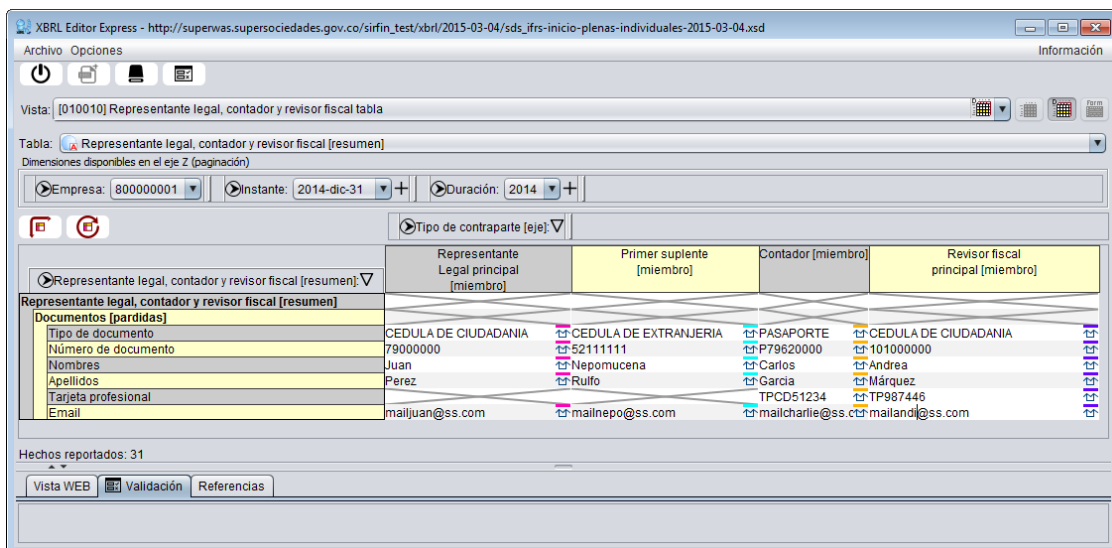 XBRL Editor Express - http://superwas.supersociedades.gov.co/sirfin_test/xbrl/2015-03-04/sds_ifrs-inicio-plenas-individuales-2015-03-04.xsd
Archivo Opciones Información
Vista: [010010] Representante legal, contador y revisor fiscal tabla
Form
Tabla: Representante legal, contador y revisor fiscal [resumen]
Dimensiones disponibles en el eje Z (paginación)
Empresa: 800000001 Instante: 2014-dic-31 Duración: 2014
Tipo de contraparte [eje]:
Representante Primer suplente Contador [miembro] Revisor fiscal
Legal principal [miembro] principal [miembro]
[miembro]
Representante legal, contador y revisor fiscal [resumen]:
Representante legal, contador y revisor fiscal [resumen]
Documentos [pardidas]
Tipo de documento CEDULA DE CIUDADANIA CEDULA DE EXTRANJERIA PASAPORTE CEDULA DE CIUDADANIA
Número de documento 79000000 52111111 P79620000 101000000
Nombres Juan Nepomucena Carlos Andrea
Apellidos Perez Rulfo Garcia Márquez
Tarjeta profesional TPCD51234 TP987446
Email mailjuan@ss.com mailnepo@ss.com mailcharlie@ss.c mailandi@ss.com
Hechos reportados: 31
Vista WEB Validación Referencias